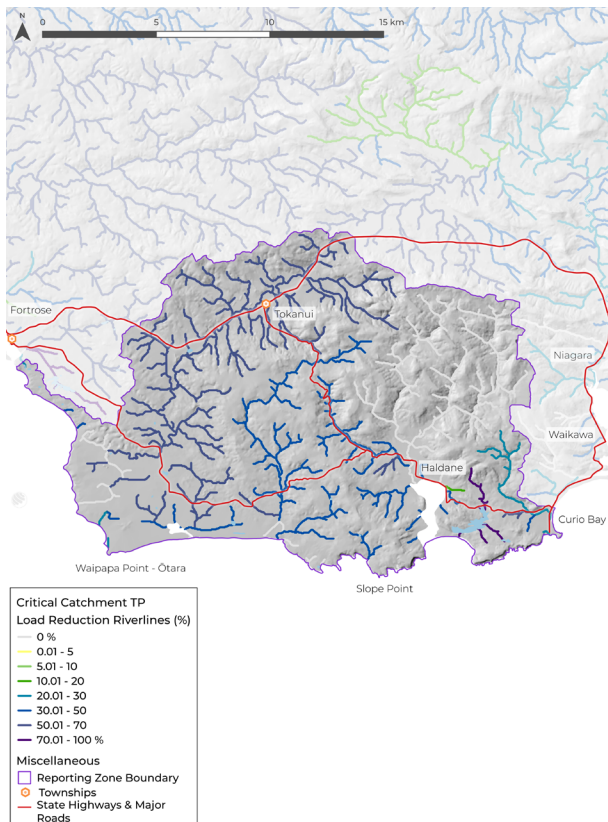 N
0 5 10 15 km
Fortrose
Tokanui
Niagara
Waikawa
Haldane
Curio Bay
Waipapa Point - Ōtara
Slope Point
Critical Catchment TP
Load Reduction Riverlines (%)
0 %
0.01 - 5
5.01 - 10
10.01 - 20
20.01 - 30
30.01 - 50
50.01 - 70
70.01 - 100 %
Miscellaneous
Reporting Zone Boundary
Townships
State Highways & Major
Roads